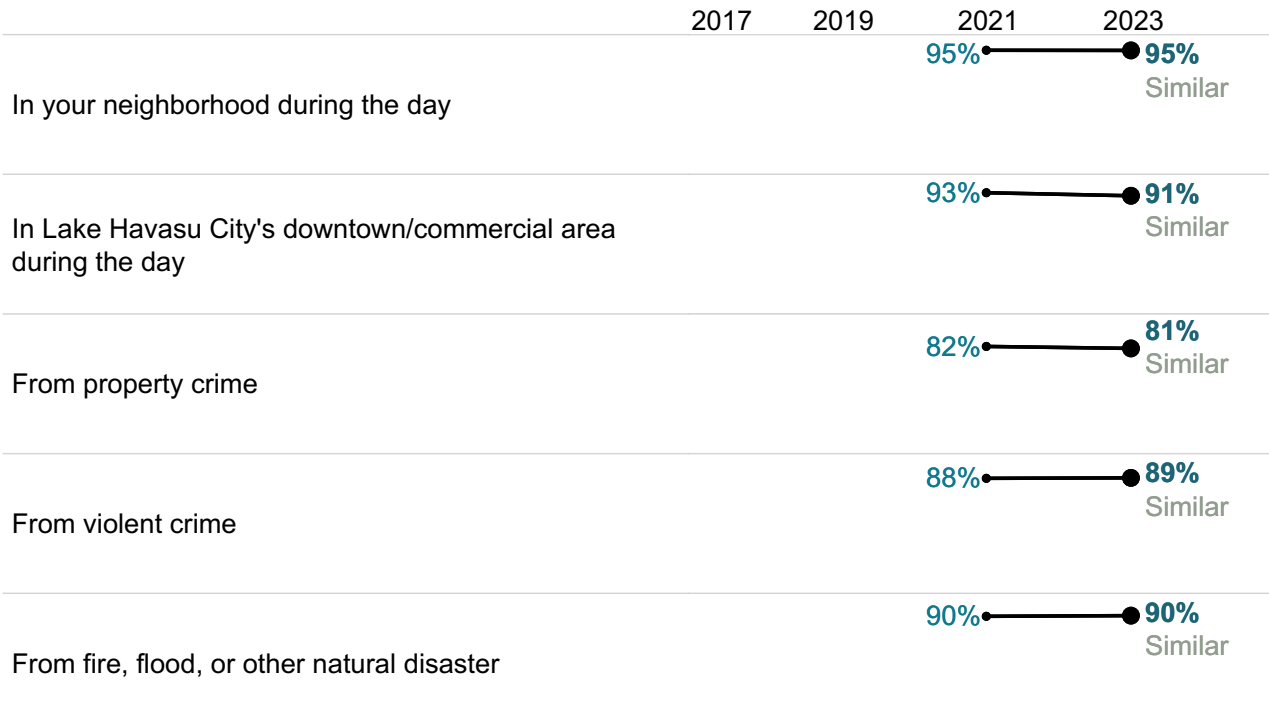 2017 2019 2021 2023
95% 95%
Similar
In your neighborhood during the day
93% 91%
Similar
In Lake Havasu City's downtown/commercial area
during the day
82% 81%
Similar
From property crime
88% 89%
Similar
From violent crime
90% 90%
Similar
From fire, flood, or other natural disaster